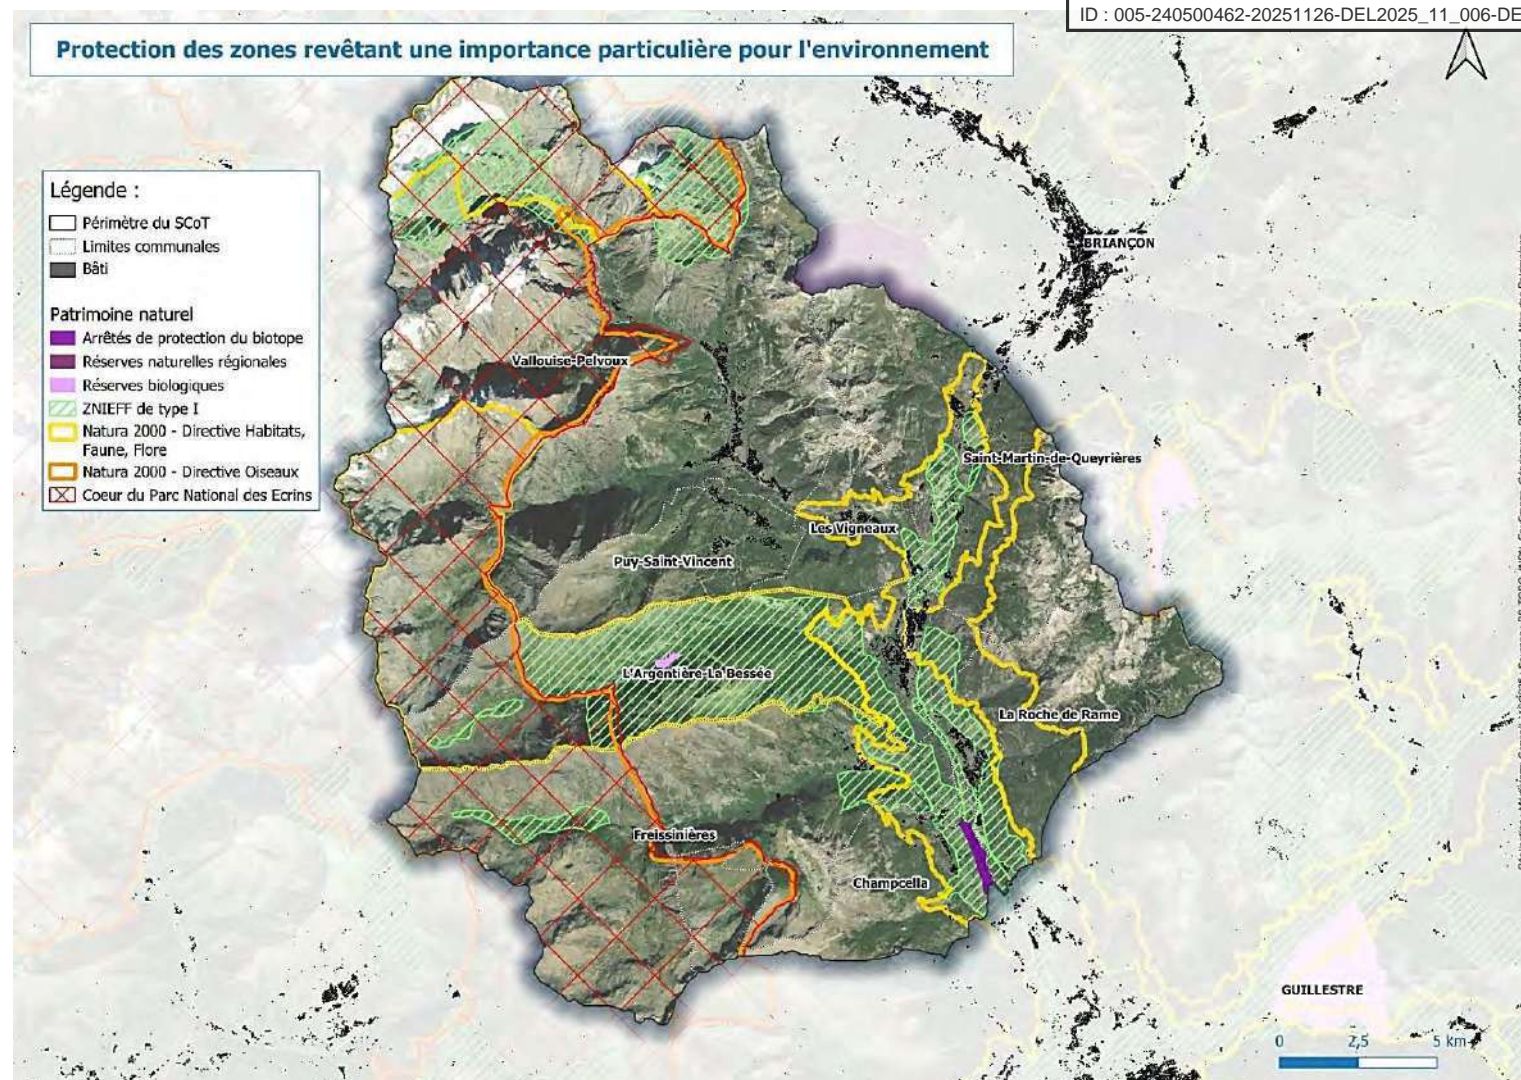 ID : 005-240500462-20251126-DEL2025_11_006-DE
Protection des zones revêtant une importance particulière pour l'environnement
Légende :
Périmètre du SCoT
Limites communales
Bâti
Patrimoine naturel
Arrêtés de protection du biotope
Réserves naturelles régionales
Réserves biologiques
ZNIEFF de type I
Natura 2000 - Directive Habitats,
Faune, Flore
Natura 2000 - Directive Oiseaux
Coeur du Parc National des Ecrins
BRIANÇON
Vallouise-Pelvoux
Saint-Martin-de-Queyrières
Les Vigneaux
Puy-Saint-Vincent
L'Argentière-La Bessée
La Roche de Rame
Freissinières
Champcella
GUILLESTRE
0 2,5 5 km